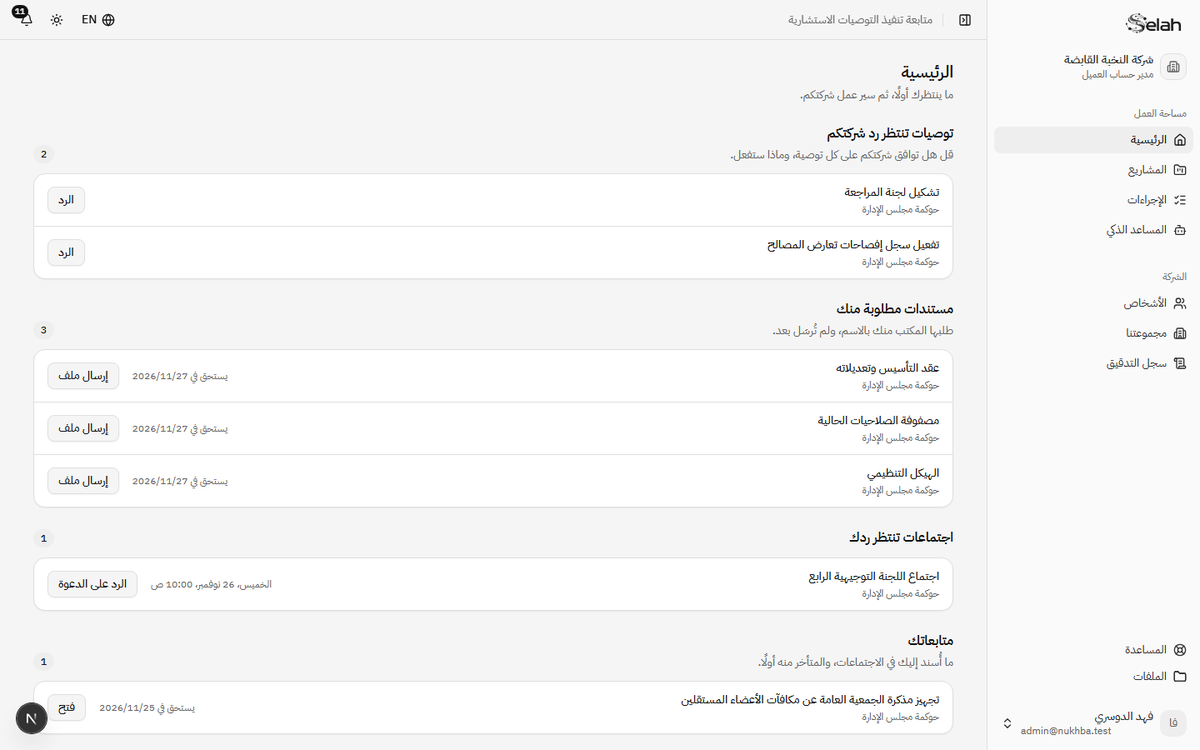 Selah
شركة النخبة القابضة
مدير حساب العميل
مساحة العمل
الرئيسية
المشاريع
الإجراءات
المساعد الذكي
الشركة
الأشخاص
مجموعتنا
سجل التدقيق
المساعدة
الملفات
فا
فهد الدوسري
admin@nukhba.test
متابعة تنفيذ التوصيات الاستشارية
EN
11
الرئيسية
ما ينتظرك أولًا، ثم سير عمل شركتكم.
توصيات تنتظر رد شركتكم
2
قل هل توافق شركتكم على كل توصية، وماذا ستفعل.
تشكيل لجنة المراجعة
حوكمة مجلس الإدارة
الرد
تفعيل سجل إفصاحات تعارض المصالح
حوكمة مجلس الإدارة
الرد
مستندات مطلوبة منك
3
طلبها المكتب منك بالاسم، ولم تُرسَل بعد.
عقد التأسيس وتعديلاته
حوكمة مجلس الإدارة
يستحق في 2026/11/27
إرسال ملف
مصفوفة الصلاحيات الحالية
حوكمة مجلس الإدارة
يستحق في 2026/11/27
إرسال ملف
الهيكل التنظيمي
حوكمة مجلس الإدارة
يستحق في 2026/11/27
إرسال ملف
اجتماعات تنتظر ردك
1
اجتماع اللجنة التوجيهية الرابع
حوكمة مجلس الإدارة
الخميس، 26 نوفمبر، 10:00 ص
الرد على الدعوة
متابعاتك
1
ما أُسند إليك في الاجتماعات، والمتأخر منه أولًا.
تجهيز مذكرة الجمعية العامة عن مكافآت الأعضاء المستقلين
حوكمة مجلس الإدارة
يستحق في 2026/11/25
فتح
N